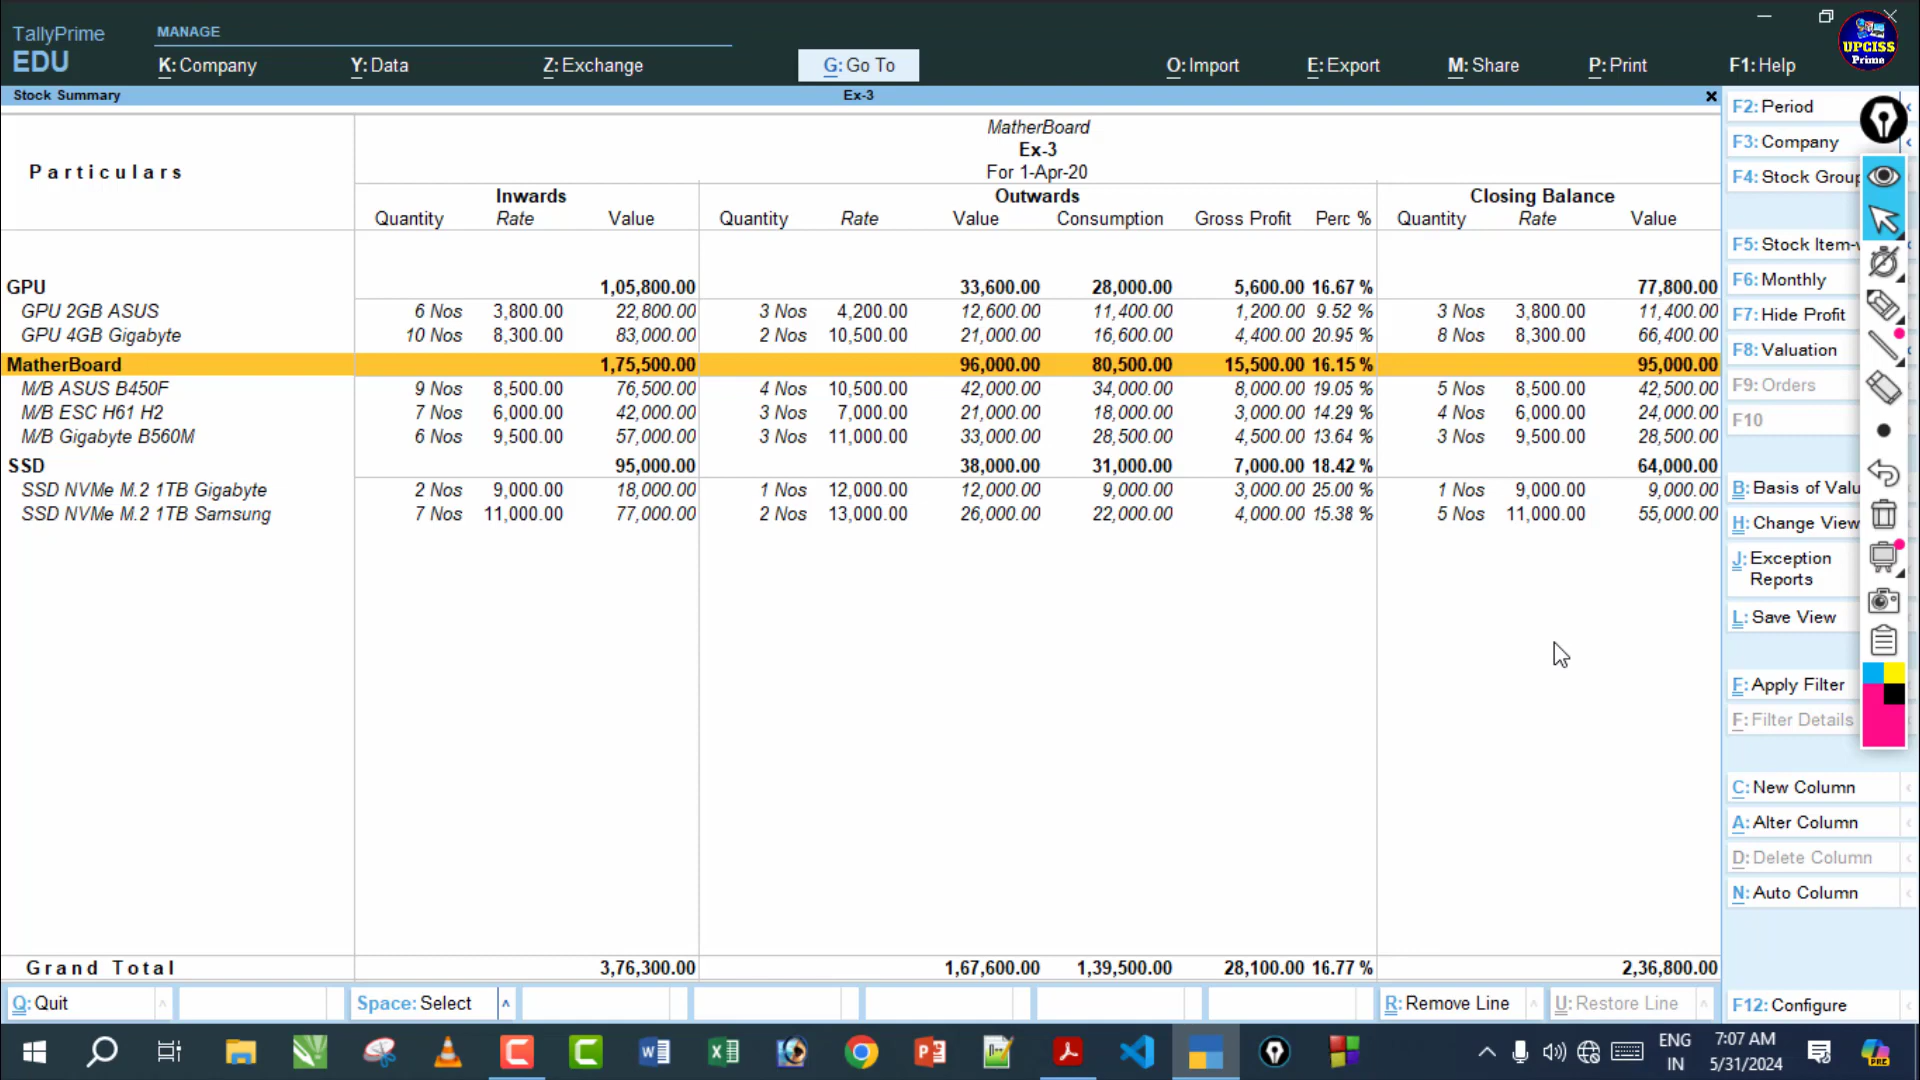 TallyPrime
EDU
MANAGE
K: Company Y: Data Z: Exchange G: Go To O: Import E: Export M: Share P: Print F1: Help
UPCISS
Prime
Stock Summary Ex-3 x
Particulars
MatherBoard
Ex-3
For 1-Apr-20
Inwards Outwards Closing Balance
Quantity Rate Value Quantity Rate Value Consumption Gross Profit Perc % Quantity Rate Value
GPU 1,05,800.00 33,600.00 28,000.00 5,600.00 16.67 % 77,800.00
GPU 2GB ASUS 6 Nos 3,800.00 22,800.00 3 Nos 4,200.00 12,600.00 11,400.00 1,200.00 9.52 % 3 Nos 3,800.00 11,400.00
GPU 4GB Gigabyte 10 Nos 8,300.00 83,000.00 2 Nos 10,500.00 21,000.00 16,600.00 4,400.00 20.95 % 8 Nos 8,300.00 66,400.00
MatherBoard 1,75,500.00 96,000.00 80,500.00 15,500.00 16.15 % 95,000.00
M/B ASUS B450F 9 Nos 8,500.00 76,500.00 4 Nos 10,500.00 42,000.00 34,000.00 8,000.00 19.05 % 5 Nos 8,500.00 42,500.00
M/B ESC H61 H2 7 Nos 6,000.00 42,000.00 3 Nos 7,000.00 21,000.00 18,000.00 3,000.00 14.29 % 4 Nos 6,000.00 24,000.00
M/B Gigabyte B560M 6 Nos 9,500.00 57,000.00 3 Nos 11,000.00 33,000.00 28,500.00 4,500.00 13.64 % 3 Nos 9,500.00 28,500.00
SSD 95,000.00 38,000.00 31,000.00 7,000.00 18.42 % 64,000.00
SSD NVMe M.2 1TB Gigabyte 2 Nos 9,000.00 18,000.00 1 Nos 12,000.00 12,000.00 9,000.00 3,000.00 25.00 % 1 Nos 9,000.00 9,000.00
SSD NVMe M.2 1TB Samsung 7 Nos 11,000.00 77,000.00 2 Nos 13,000.00 26,000.00 22,000.00 4,000.00 15.38 % 5 Nos 11,000.00 55,000.00
Grand Total 3,76,300.00 1,67,600.00 1,39,500.00 28,100.00 16.77 % 2,36,800.00
F2: Period
F3: Company
F4: Stock Group
F5: Stock Item-
F6: Monthly
F7: Hide Profit
F8: Valuation
F9: Orders
F10
B: Basis of Valu
H: Change View
J: Exception
Reports
L: Save View
F: Apply Filter
F: Filter Details
C: New Column
A: Alter Column
D: Delete Column
N: Auto Column
F12: Configure
Q: Quit Space: Select R: Remove Line U: Restore Line
ENG
IN
7:07 AM
5/31/2024
PRE